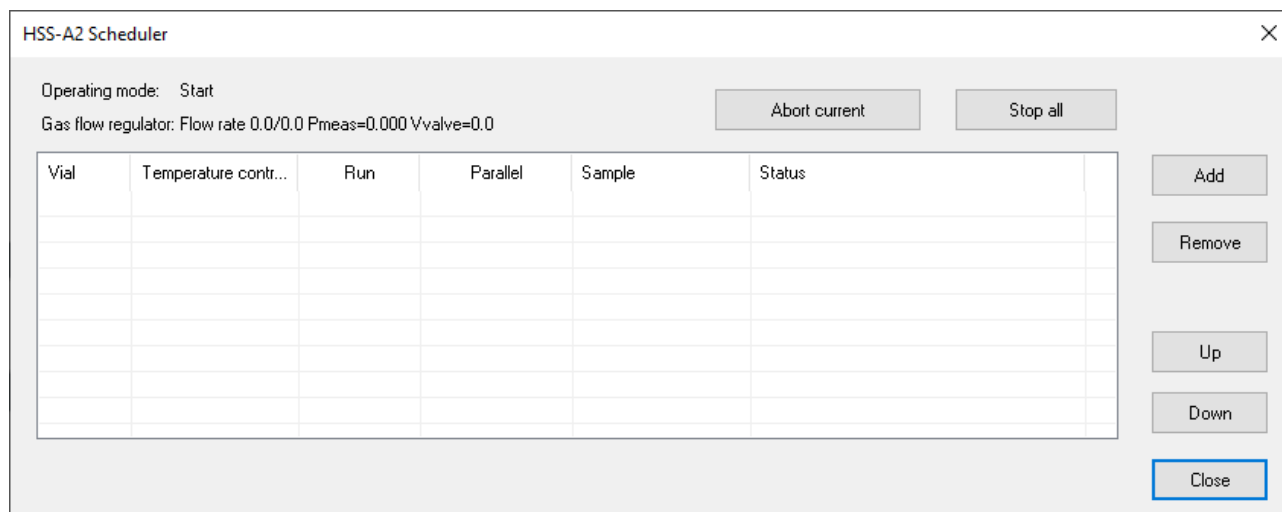 HSS-A2 Scheduler
Operating mode: Start
Gas flow regulator: Flow rate 0.0/0.0 Pmeas=0.000 Vvalve=0.0
Abort current
Stop all
Vial Temperature contr... Run Parallel Sample Status
Add
Remove
Up
Down
Close